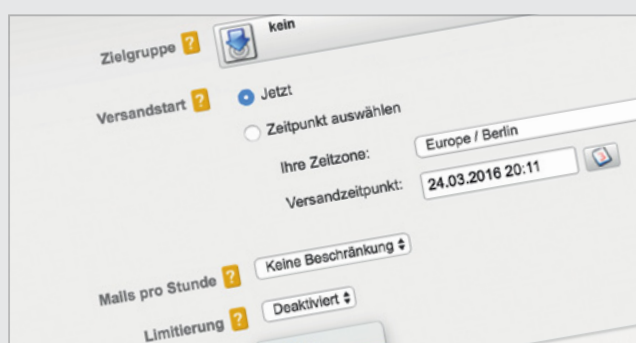 Zielgruppe ? kein
Versandstart ? Jetzt
Zeitpunkt auswählen
Ihre Zeitzone: Europe / Berlin
Versandzeitpunkt: 24.03.2016 20:11
Mails pro Stunde ? Keine Beschränkung
Limitierung ? Deaktiviert